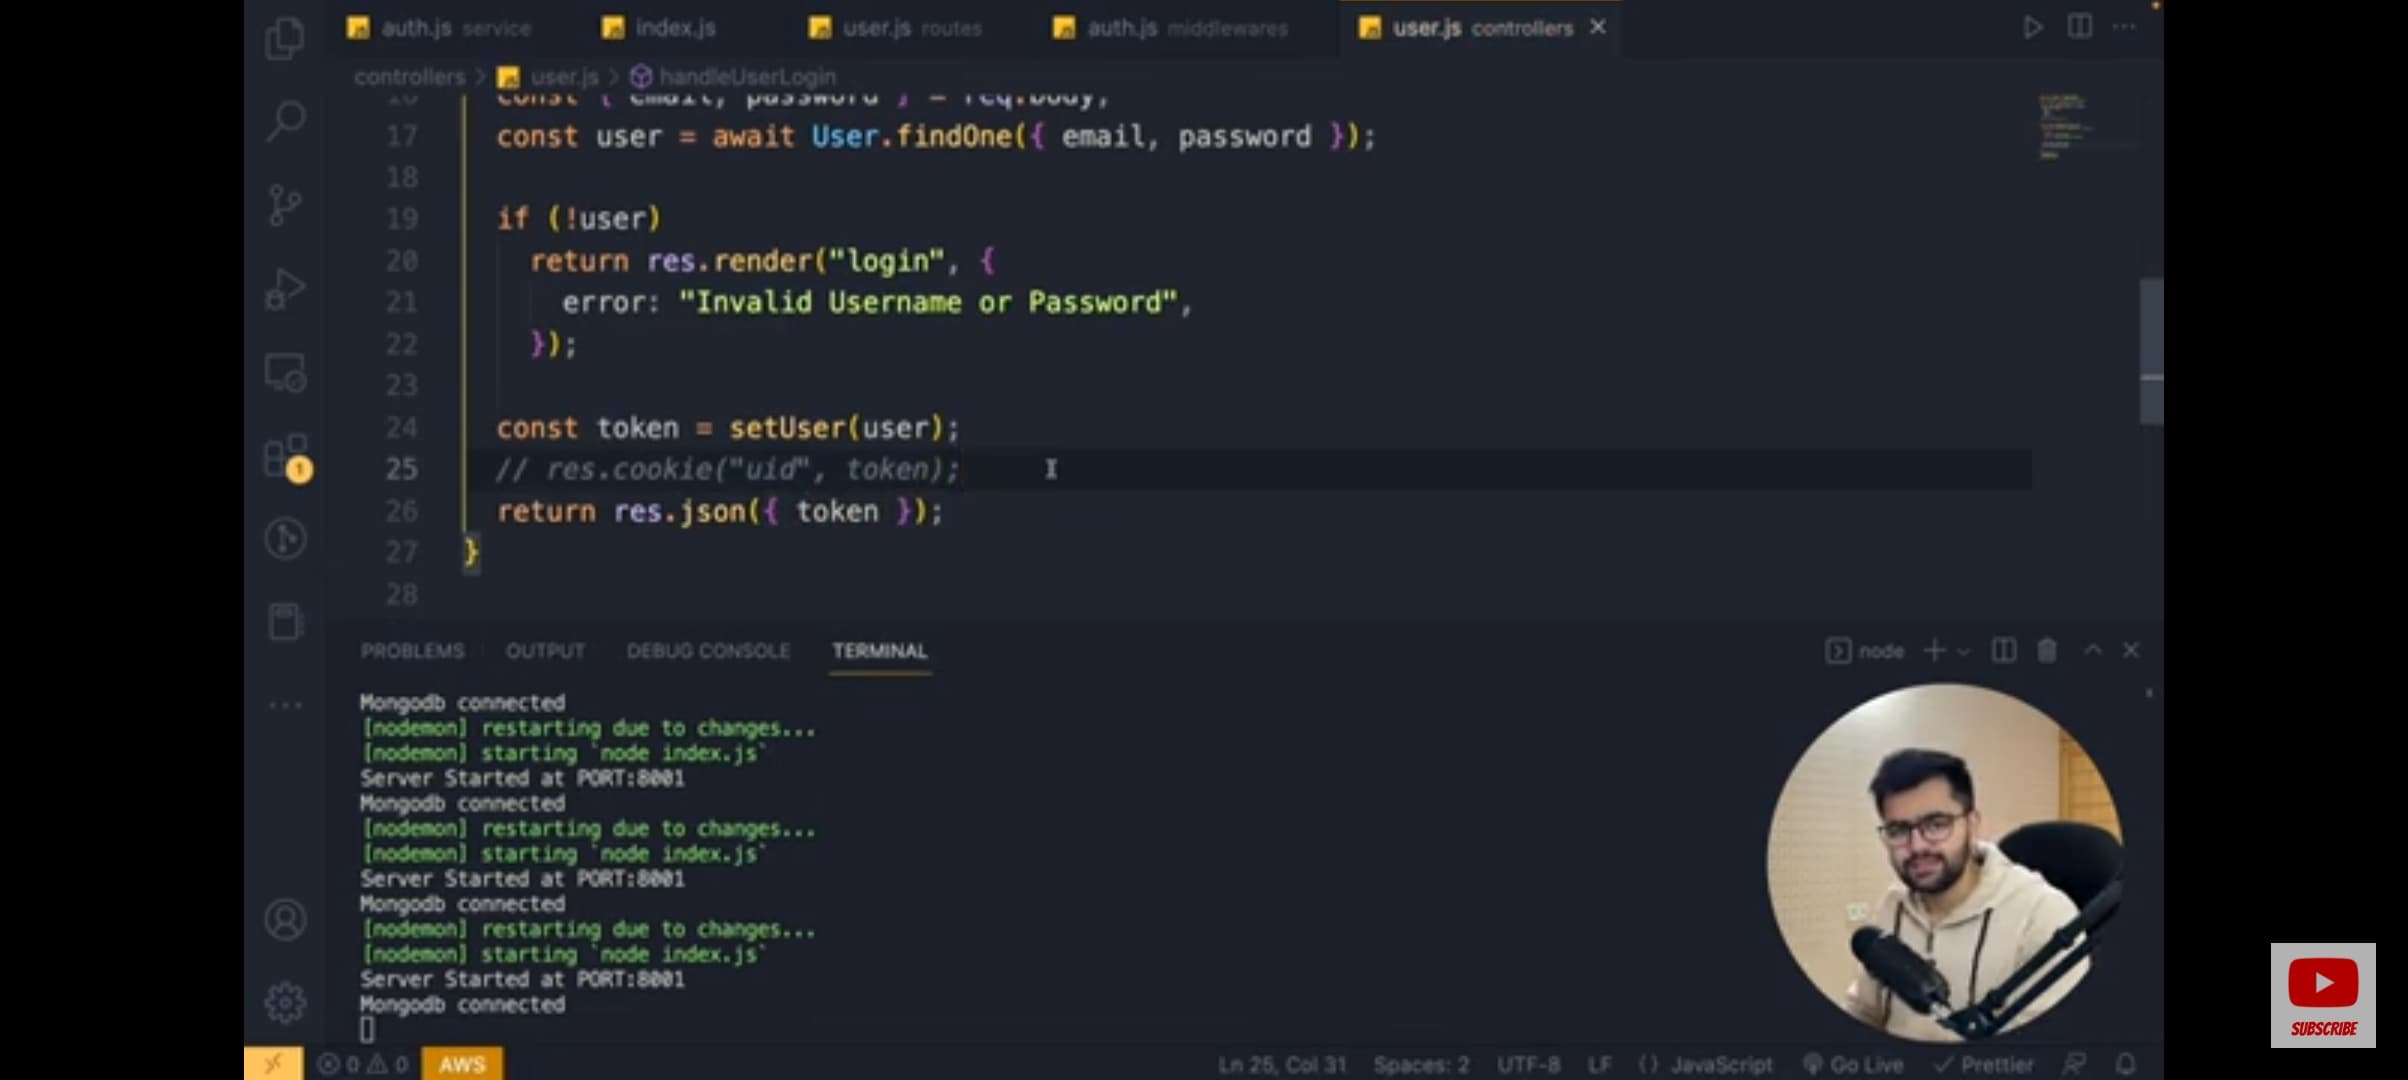 auth.js service
index.js
user.js routes
auth.js middlewares
user.js controllers
controllers > user.js > handleUserLogin
16 const { email, password } = req.body;
17 const user = await User.findOne({ email, password });
18
19 if (!user)
20 return res.render("login", {
21 error: "Invalid Username or Password",
22 });
23
24 const token = setUser(user);
25 // res.cookie("uid", token);
26 return res.json({ token });
27 }
28
1
PROBLEMS OUTPUT DEBUG CONSOLE TERMINAL
node
Mongodb connected
[nodemon] restarting due to changes...
[nodemon] starting `node index.js`
Server Started at PORT:8001
Mongodb connected
[nodemon] restarting due to changes...
[nodemon] starting `node index.js`
Server Started at PORT:8001
Mongodb connected
[nodemon] restarting due to changes...
[nodemon] starting `node index.js`
Server Started at PORT:8001
Mongodb connected
0 0 AWS
Ln 25, Col 31 Spaces: 2 UTF-8 LF {} JavaScript Go Live Prettier
SUBSCRIBE